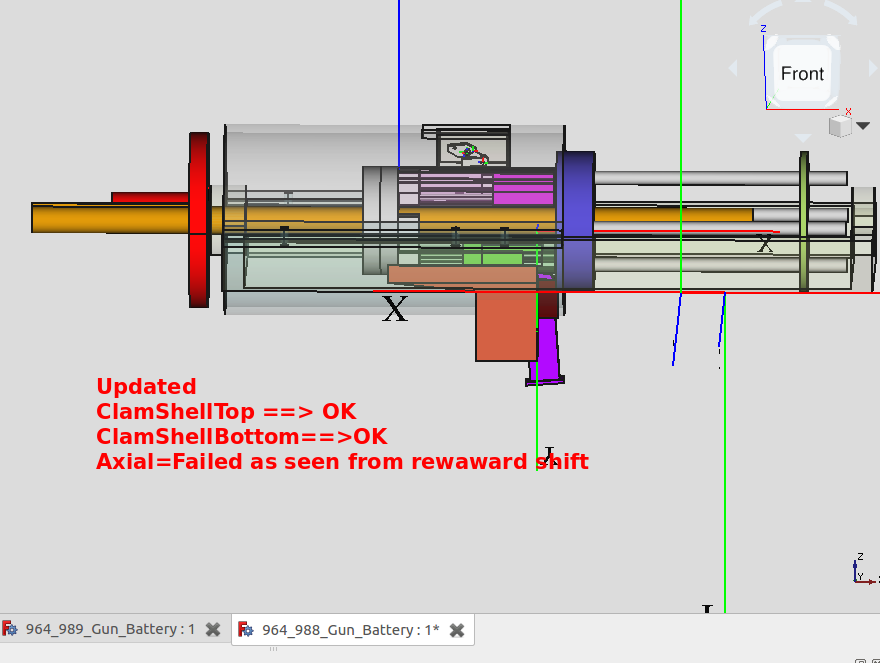 Z
Front
X
X
X
Updated
ClamShellTop ==> OK
ClamShellBottom==>OK
Axial=Failed as seen from rewaward shift
Z
Y
964_989_Gun_Battery : 1
964_988_Gun_Battery : 1*